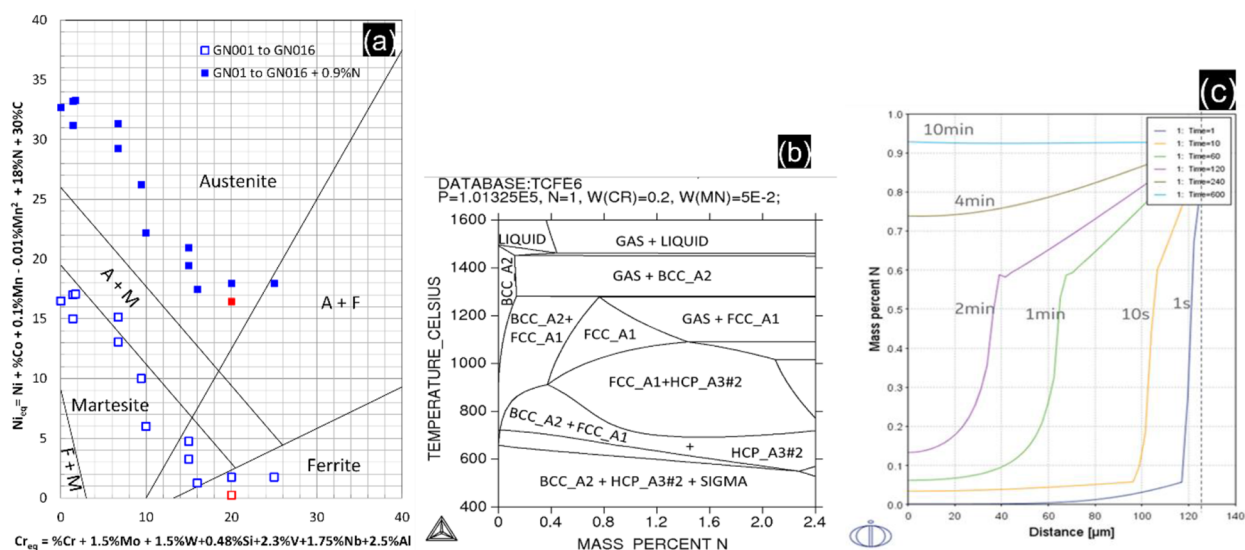 (a)
40
35
30
25
20
15
10
5
0
0
10
20
30
40
GN001 to GN016
GN01 to GN016 + 0.9%N
Austenite
A + M
A + F
Martesite
F + M
Ferrite
Ni_eq = Ni + %Co + 0.1%Mn - 0.01%Mn² + 18%N + 30%C
Cr_eq = %Cr + 1.5%Mo + 1.5%W+0.48%Si+2.3%V+1.75%Nb+2.5%Al
(b)
DATABASE:TCFE6
P=1.01325E5, N=1, W(CR)=0.2, W(MN)=5E-2;
1600
1400
1200
1000
800
600
400
TEMPERATURE_CELSIUS
LIQUID
GAS + LIQUID
BCC_A2
GAS + BCC_A2
BCC_A2+
FCC_A1
FCC_A1
GAS + FCC_A1
FCC_A1+HCP_A3#2
BCC_A2 + FCC_A1
+
HCP_A3#2
BCC_A2 + HCP_A3#2 + SIGMA
0
0.4
0.8
1.2
1.6
2.0
2.4
MASS PERCENT N
(c)
1.0
0.9
0.8
0.7
0.6
0.5
0.4
0.3
0.2
0.1
0.0
Mass percent N
10min
4min
2min
1min
10s
1s
1: Time=1
1: Time=10
1: Time=60
1: Time=120
1: Time=240
1: Time=600
0
20
40
60
80
100
120
140
Distance [µm]